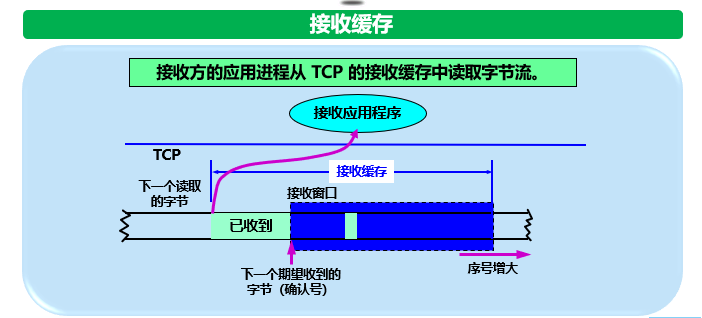 接收缓存
接收方的应用进程从 TCP 的接收缓存中读取字节流。
接收应用程序
TCP
接收缓存
下一个读取
的字节
接收窗口
已收到
下一个期望收到的
字节（确认号）
序号增大